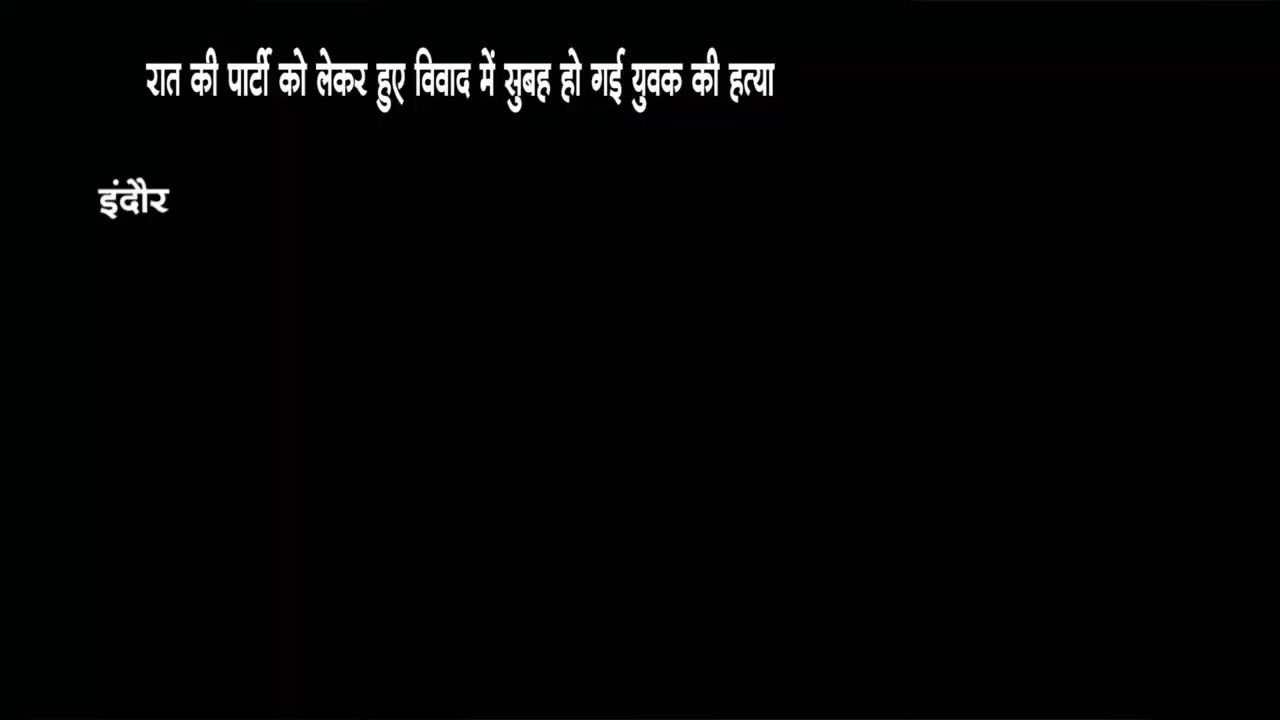 रात की पार्टी को लेकर हुए विवाद में सुबह हो गई युवक की हत्या
इंदौर